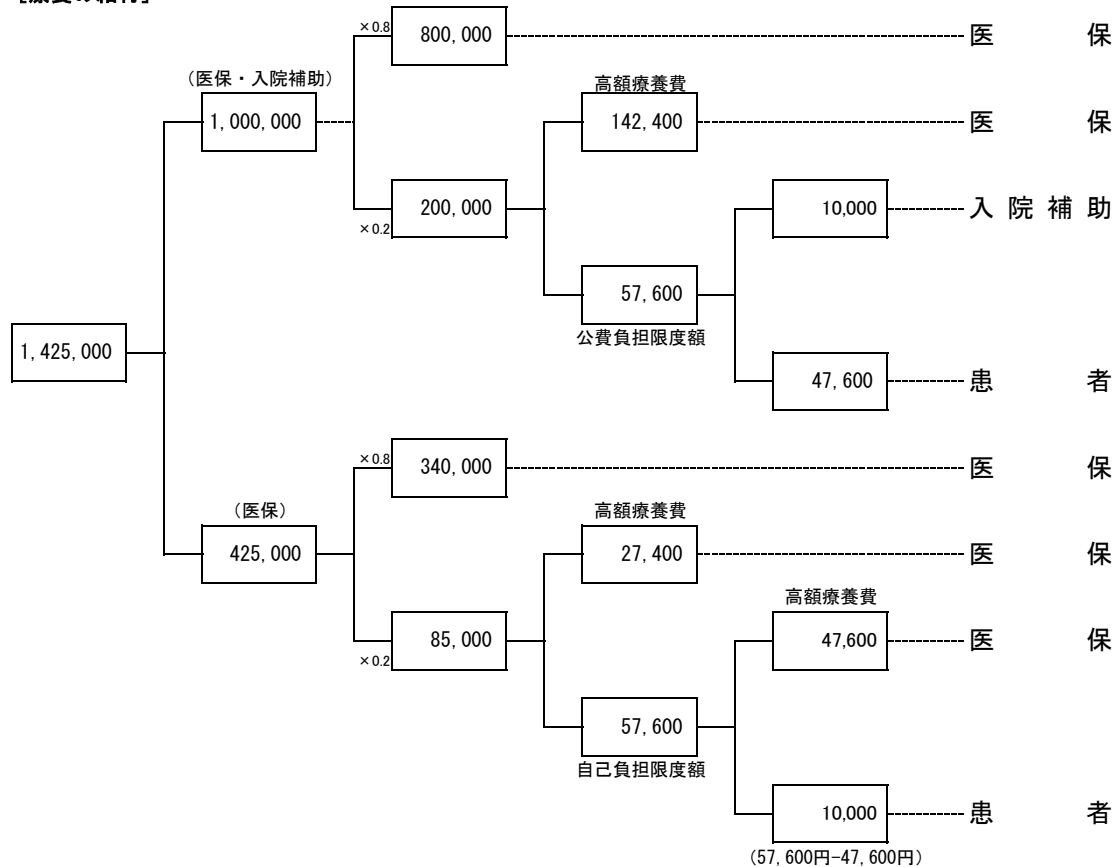 ×0.8
800,000
医保
(医保・入院補助)
1,000,000
高額療養費
142,400
医保
200,000
×0.2
10,000
入院補助
57,600
公費負担限度額
1,425,000
47,600
患者
×0.8
340,000
医保
(医保)
425,000
高額療養費
27,400
医保
高額療養費
85,000
×0.2
47,600
医保
57,600
自己負担限度額
10,000
患者
(57,600円−47,600円)